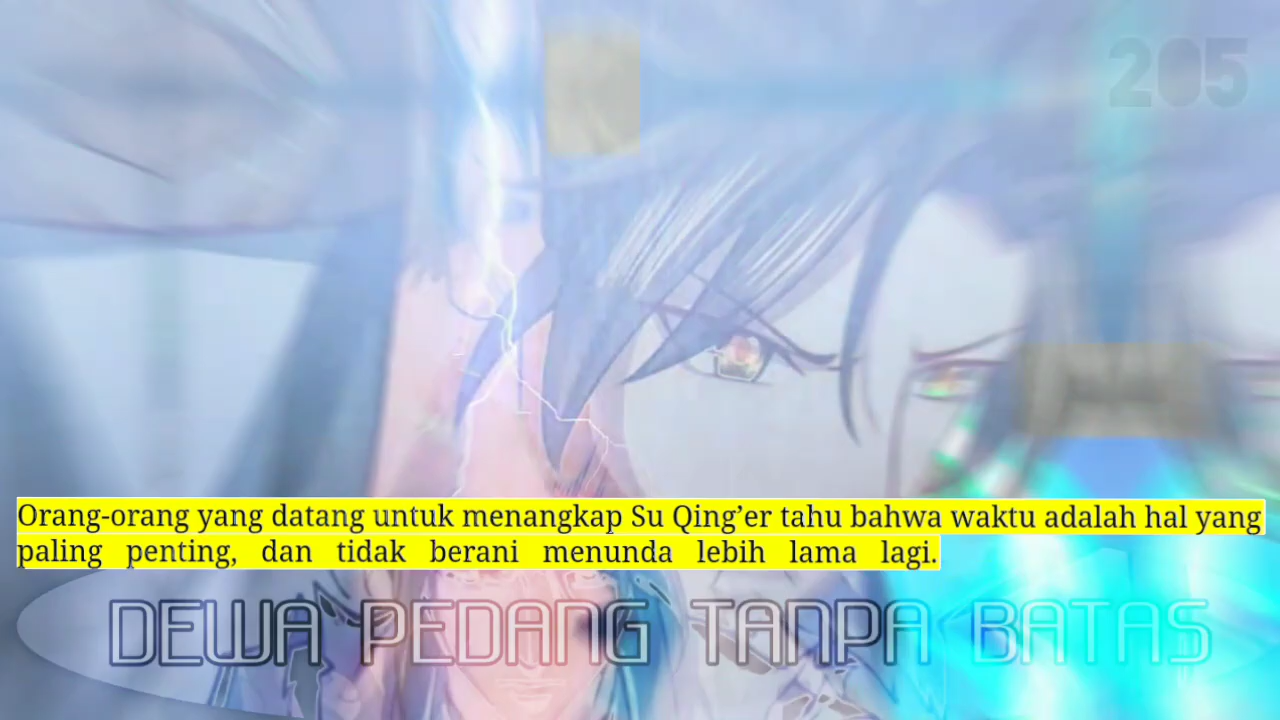 205
Orang-orang yang datang untuk menangkap Su Qing’er tahu bahwa waktu adalah hal yang
paling penting, dan tidak berani menunda lebih lama lagi.
DEWA PEDANG TANPA BATAS